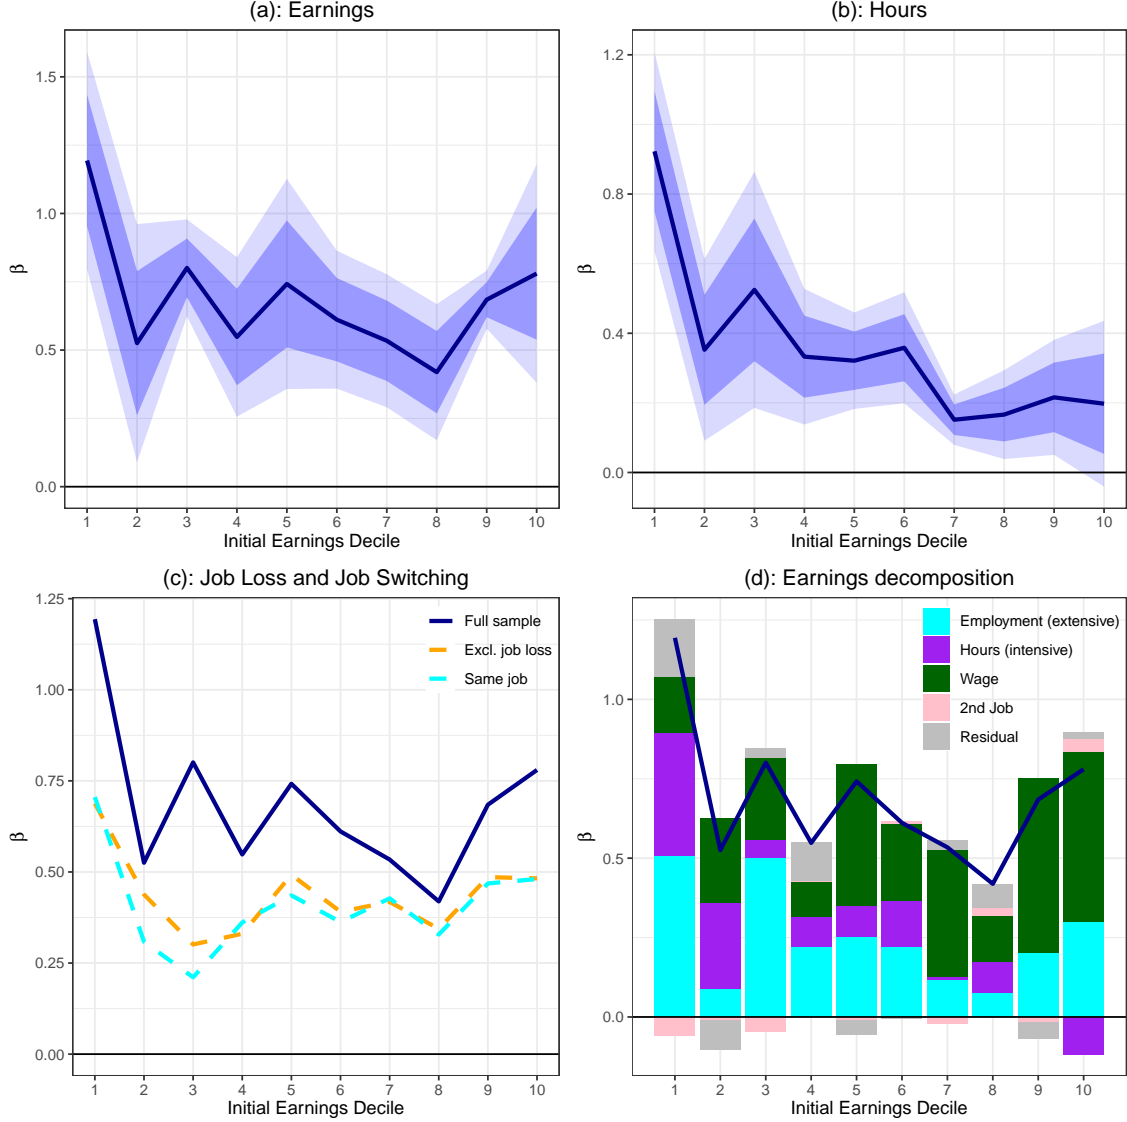 (a): Earnings
1.5
1.0
0.5
0.0
β
1 2 3 4 5 6 7 8 9 10
Initial Earnings Decile
(b): Hours
1.2
0.8
0.4
0.0
β
1 2 3 4 5 6 7 8 9 10
Initial Earnings Decile
(c): Job Loss and Job Switching
1.25
1.00
0.75
0.50
0.25
0.00
β
Full sample
Excl. job loss
Same job
1 2 3 4 5 6 7 8 9 10
Initial Earnings Decile
(d): Earnings decomposition
1.0
0.5
0.0
β
Employment (extensive)
Hours (intensive)
Wage
2nd Job
Residual
1 2 3 4 5 6 7 8 9 10
Initial Earnings Decile